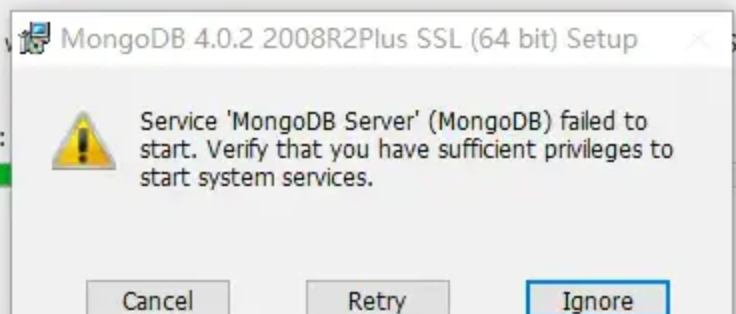 MongoDB 4.0.2 2008R2Plus SSL (64 bit) Setup
Service 'MongoDB Server' (MongoDB) failed to
start. Verify that you have sufficient privileges to
start system services.
Cancel Retry Ignore